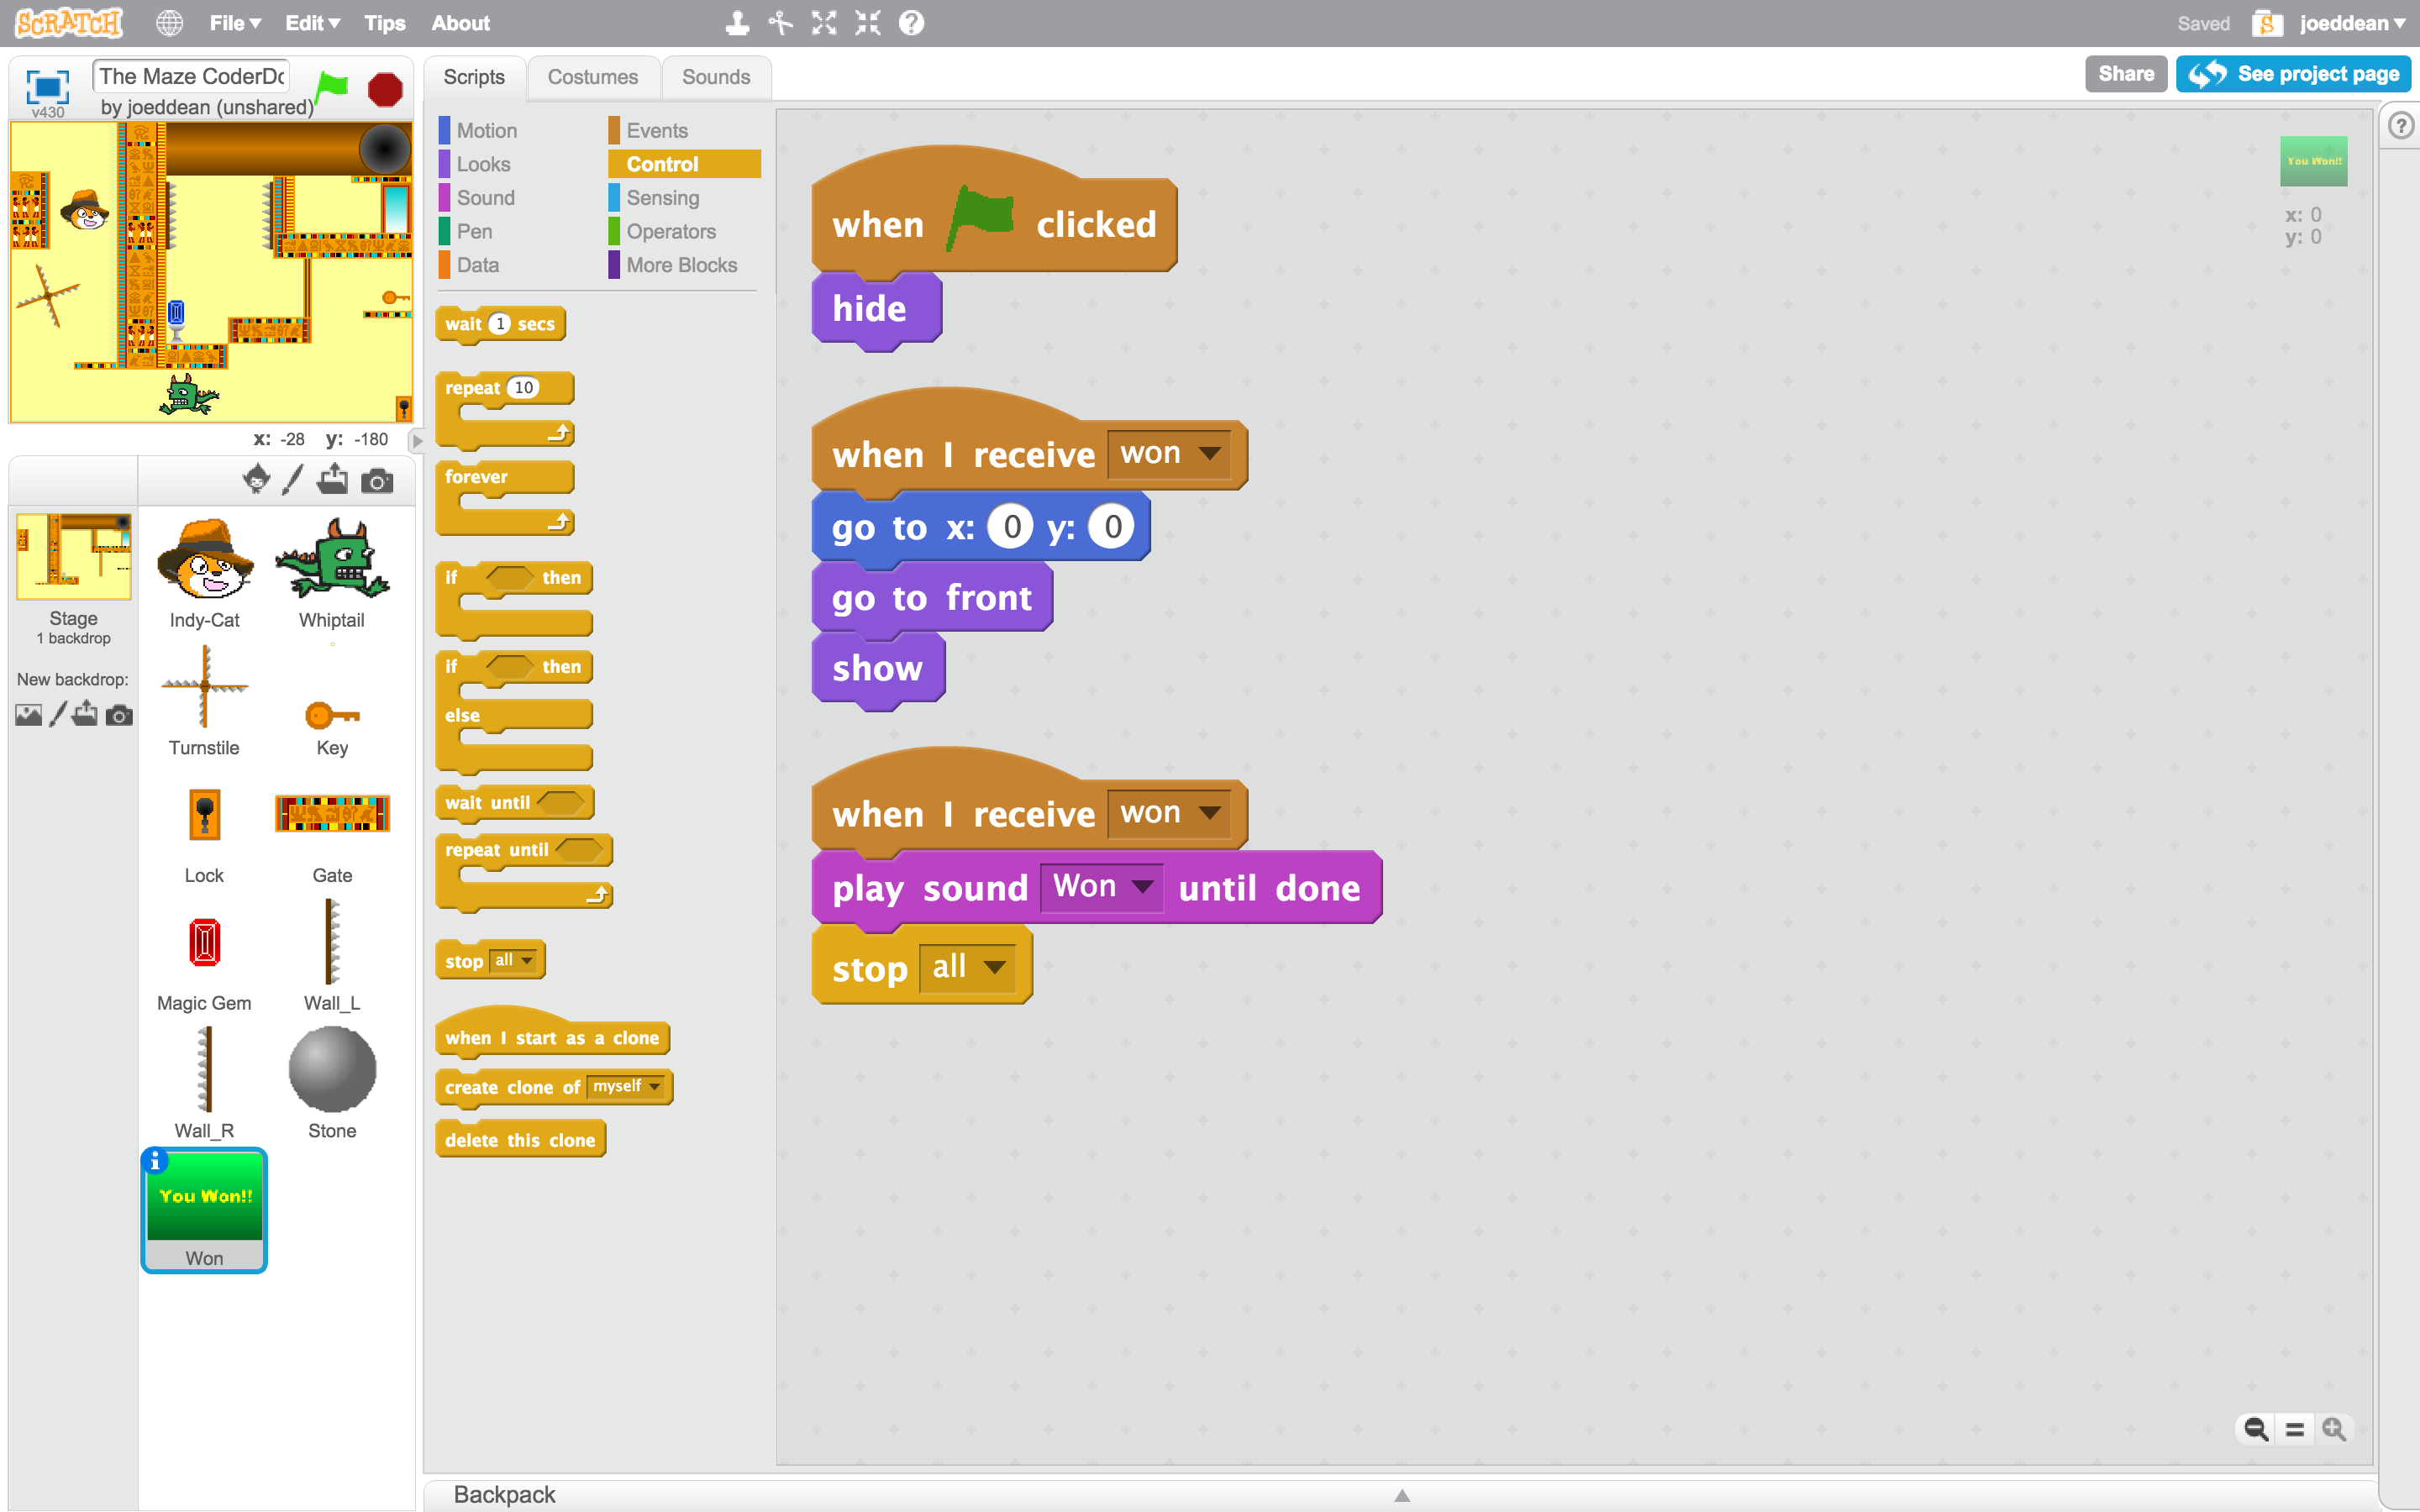 SCRATCH File Edit Tips About Saved joeddean
v430
The Maze CoderDo
by joeddean (unshared)
Scripts Costumes Sounds
Share See project page
Motion Events
Looks Control
Sound Sensing
Pen Operators
Data More Blocks
x: -28 y: -180
Stage
1 backdrop
New backdrop:
Indy-Cat Whiptail
Turnstile Key
Lock Gate
Magic Gem Wall_L
Wall_R Stone
You Won!!
Won
wait 1 secs
repeat 10
forever
if then
if then
else
wait until
repeat until
stop all
when I start as a clone
create clone of myself
delete this clone
when clicked
hide
when I receive won
go to x: 0 y: 0
go to front
show
when I receive won
play sound Won until done
stop all
You Won!!
x: 0
y: 0
Backpack